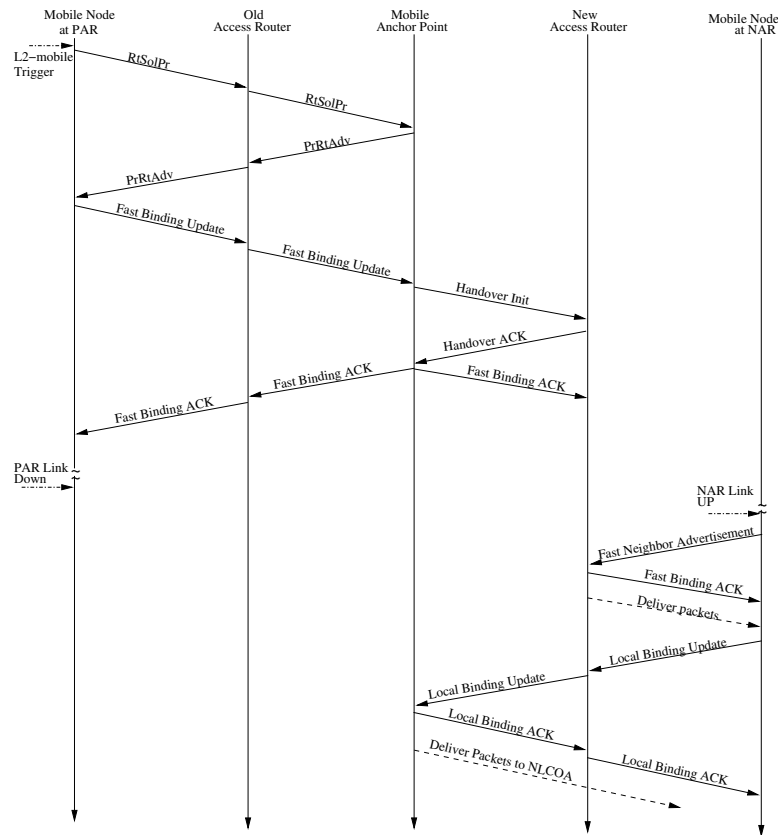 Mobile Node
at PAR
Old
Access Router
Mobile
Anchor Point
New
Access Router
Mobile Node
at NAR
L2-mobile
Trigger
RtSolPr
RtSolPr
PrRtAdv
PrRtAdv
Fast Binding Update
Fast Binding Update
Handover Init
Handover ACK
Fast Binding ACK
Fast Binding ACK
Fast Binding ACK
PAR Link
Down
NAR Link
UP
Fast Neighbor Advertisement
Fast Binding ACK
Deliver packets
Local Binding Update
Local Binding Update
Local Binding ACK
Deliver Packets to NLCOA
Local Binding ACK